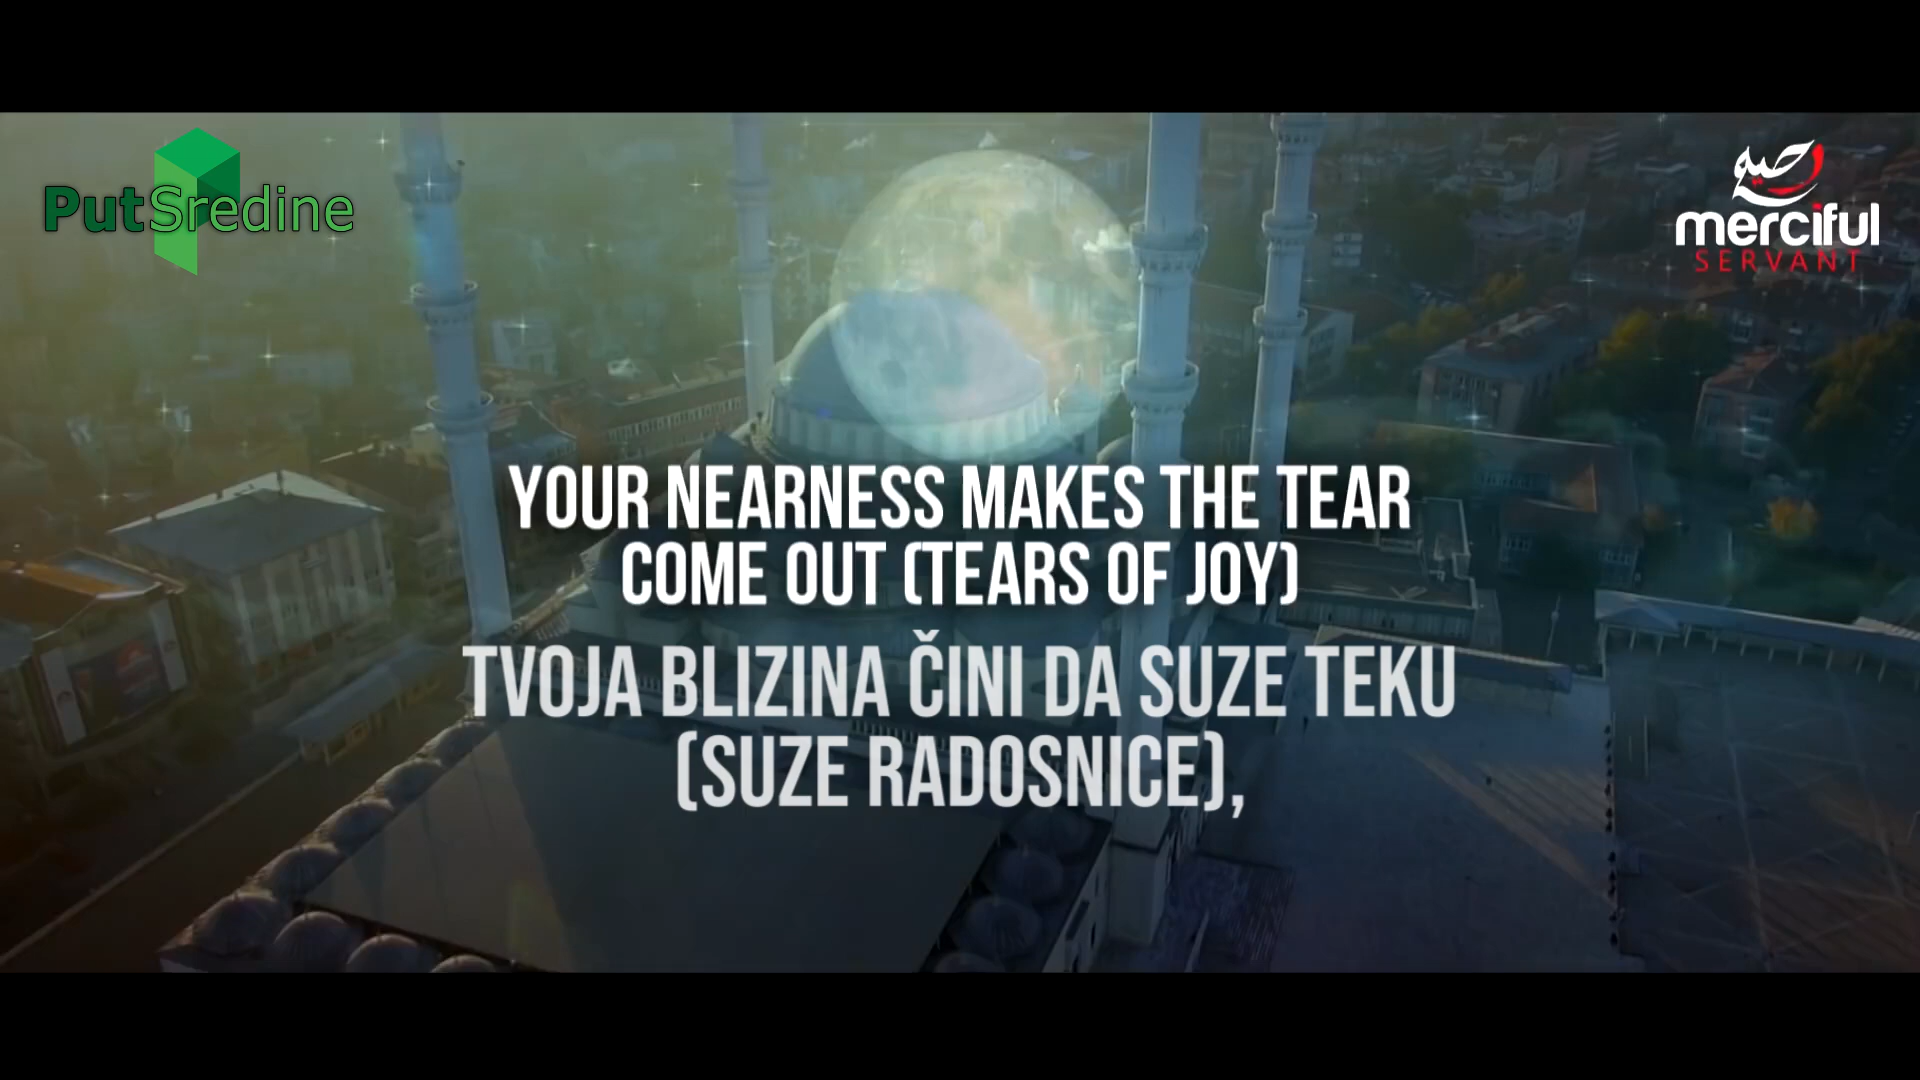 PutSredine
رحيم
merciful
SERVANT
YOUR NEARNESS MAKES THE TEAR
COME OUT (TEARS OF JOY)
TVOJA BLIZINA ČINI DA SUZE TEKU
(SUZE RADOSNICE),